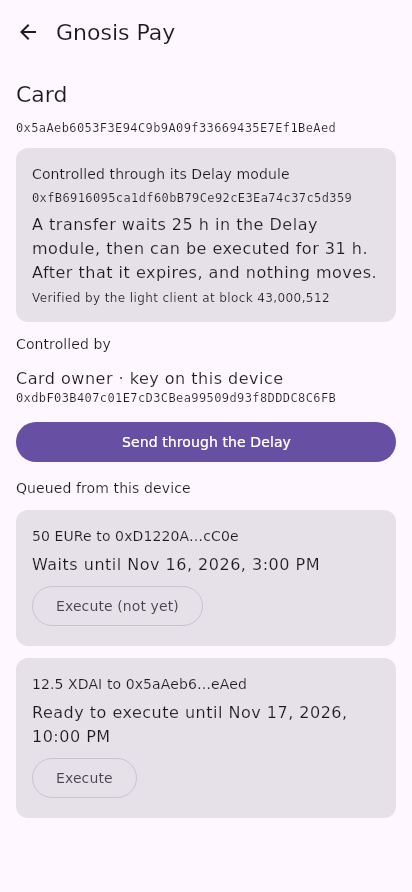 Gnosis Pay
Card
0x5aAeb6053F3E94C9b9A09f33669435E7Ef1BeAed
Controlled through its Delay module
0xfB6916095ca1df60bB79Ce92cE3Ea74c37c5d359
A transfer waits 25 h in the Delay
module, then can be executed for 31 h.
After that it expires, and nothing moves.
Verified by the light client at block 43,000,512
Controlled by
Card owner · key on this device
0xdbF03B407c01E7cD3CBea99509d93f8DDDC8C6FB
Send through the Delay
Queued from this device
50 EURe to 0xD1220A…cC0e
Waits until Nov 16, 2026, 3:00 PM
Execute (not yet)
12.5 XDAI to 0x5aAeb6…eAed
Ready to execute until Nov 17, 2026,
10:00 PM
Execute